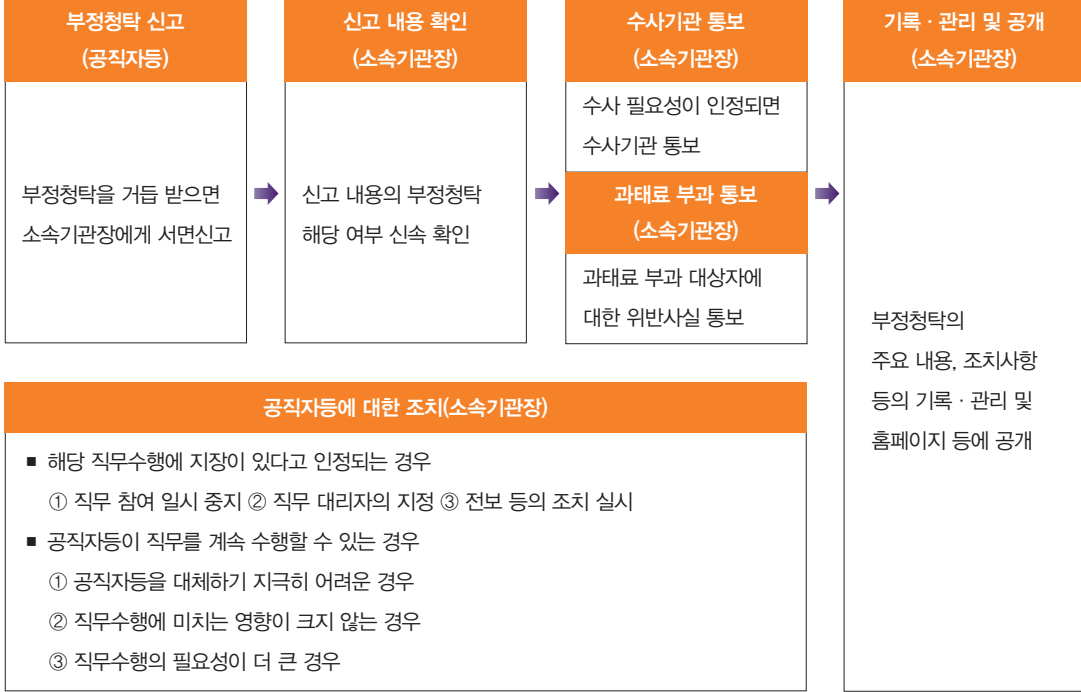 부정청탁 신고
(공직자등)
부정청탁을 거듭 받으면
소속기관장에게 서면신고
신고 내용 확인
(소속기관장)
신고 내용의 부정청탁
해당 여부 신속 확인
수사기관 통보
(소속기관장)
수사 필요성이 인정되면
수사기관 통보
과태료 부과 통보
(소속기관장)
과태료 부과 대상자에
대한 위반사실 통보
기록 · 관리 및 공개
(소속기관장)
부정청탁의
주요 내용, 조치사항
등의 기록 · 관리 및
홈페이지 등에 공개
공직자등에 대한 조치(소속기관장)
■ 해당 직무수행에 지장이 있다고 인정되는 경우
① 직무 참여 일시 중지 ② 직무 대리자의 지정 ③ 전보 등의 조치 실시
■ 공직자등이 직무를 계속 수행할 수 있는 경우
① 공직자등을 대체하기 지극히 어려운 경우
② 직무수행에 미치는 영향이 크지 않는 경우
③ 직무수행의 필요성이 더 큰 경우